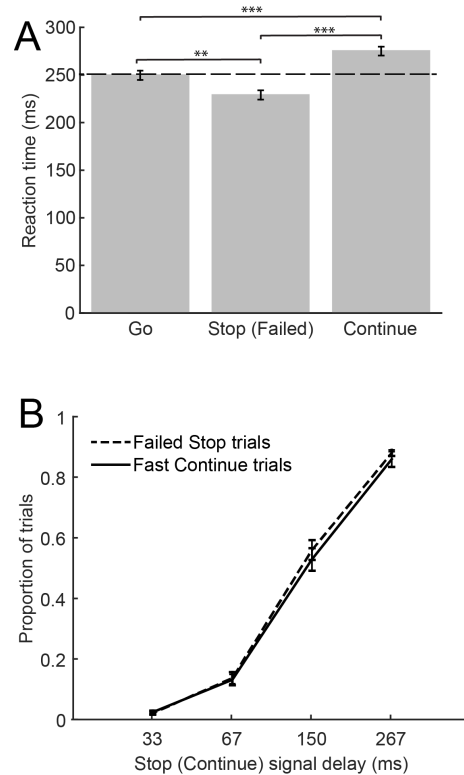 A
***
300
***
**
250
200
150
100
50
0
Reaction time (ms)
Go
Stop (Failed)
Continue
B
1
Failed Stop trials
Fast Continue trials
0.8
0.6
0.4
0.2
0
Proportion of trials
33
67
150
267
Stop (Continue) signal delay (ms)